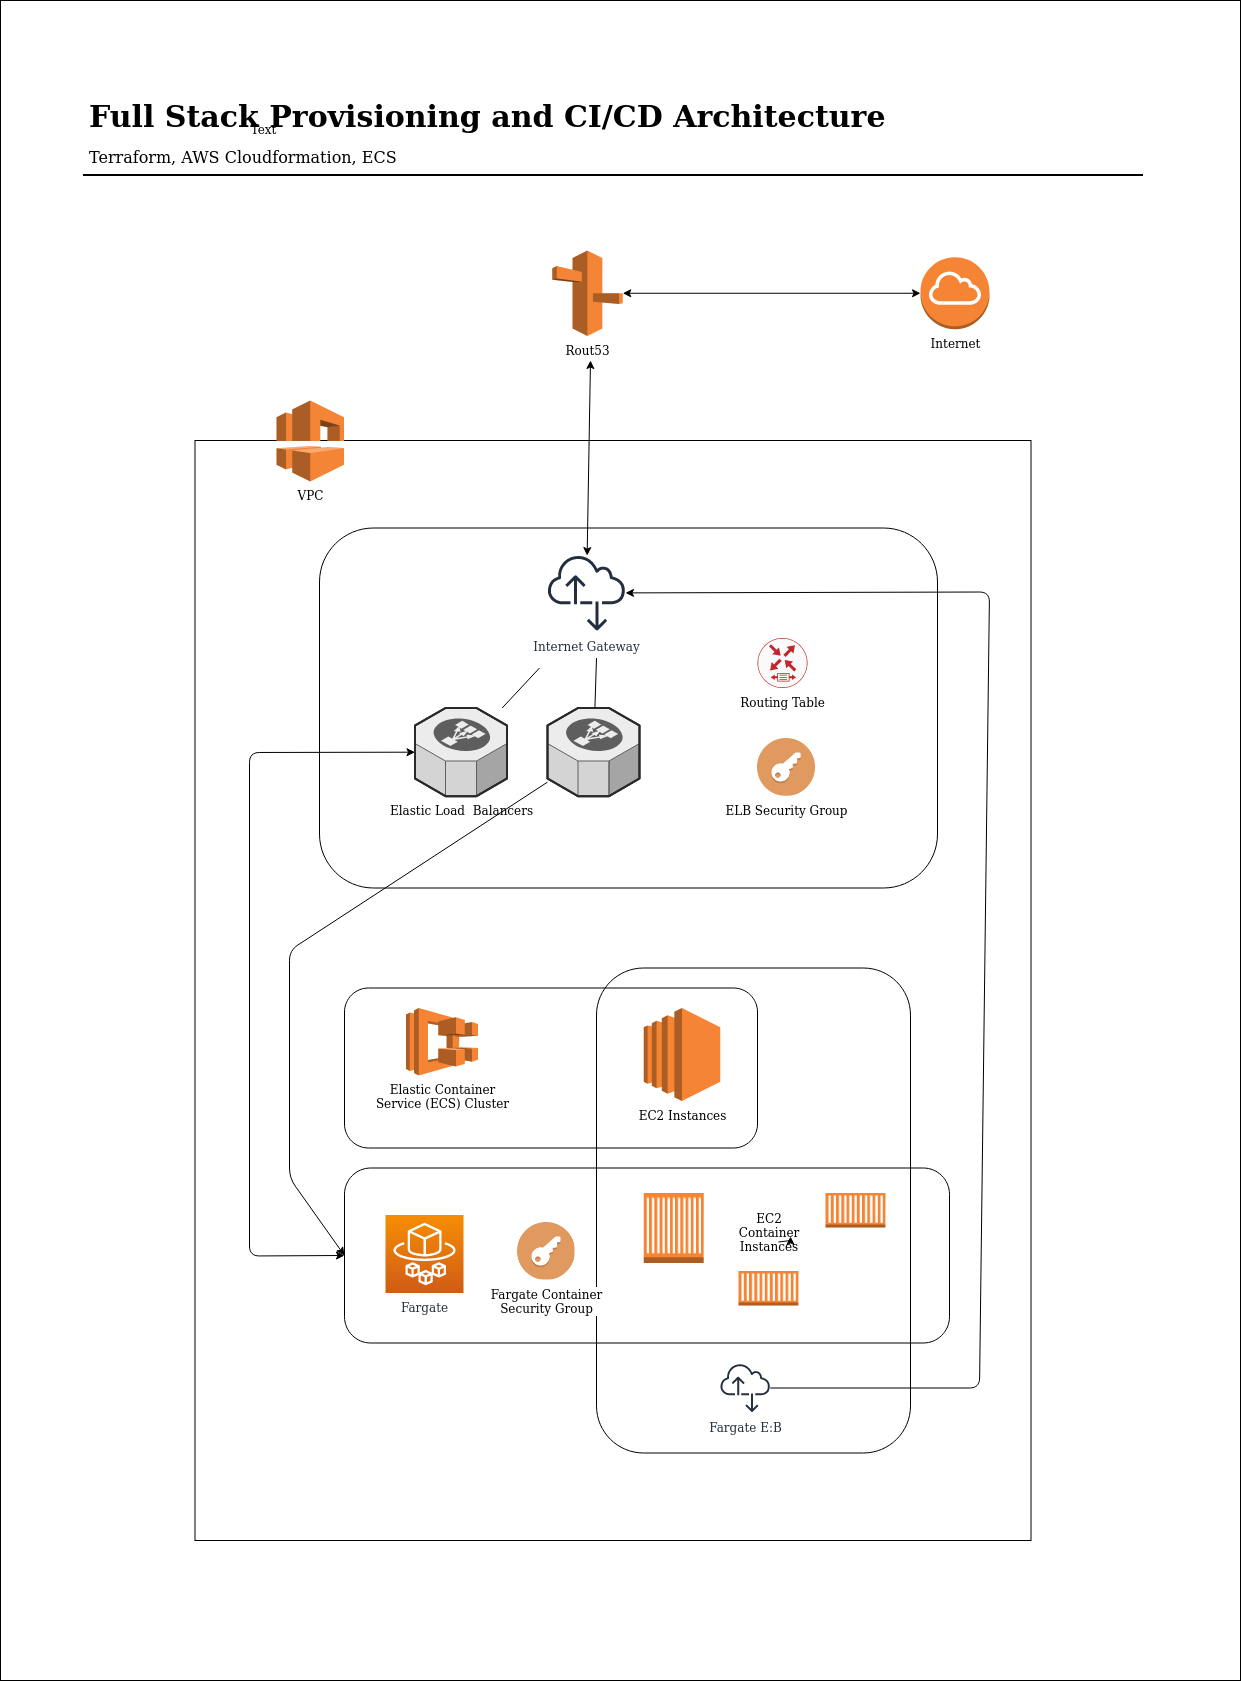 Full Stack Provisioning and CI/CD Architecture
Text
Terraform, AWS Cloudformation, ECS
Rout53
Internet
VPC
Internet Gateway
Routing Table
Elastic Load  Balancers
ELB Security Group
Elastic Container
Service (ECS) Cluster
EC2 Instances
EC2
Container
Instances
Fargate
Fargate Container
Security Group
Fargate E:B